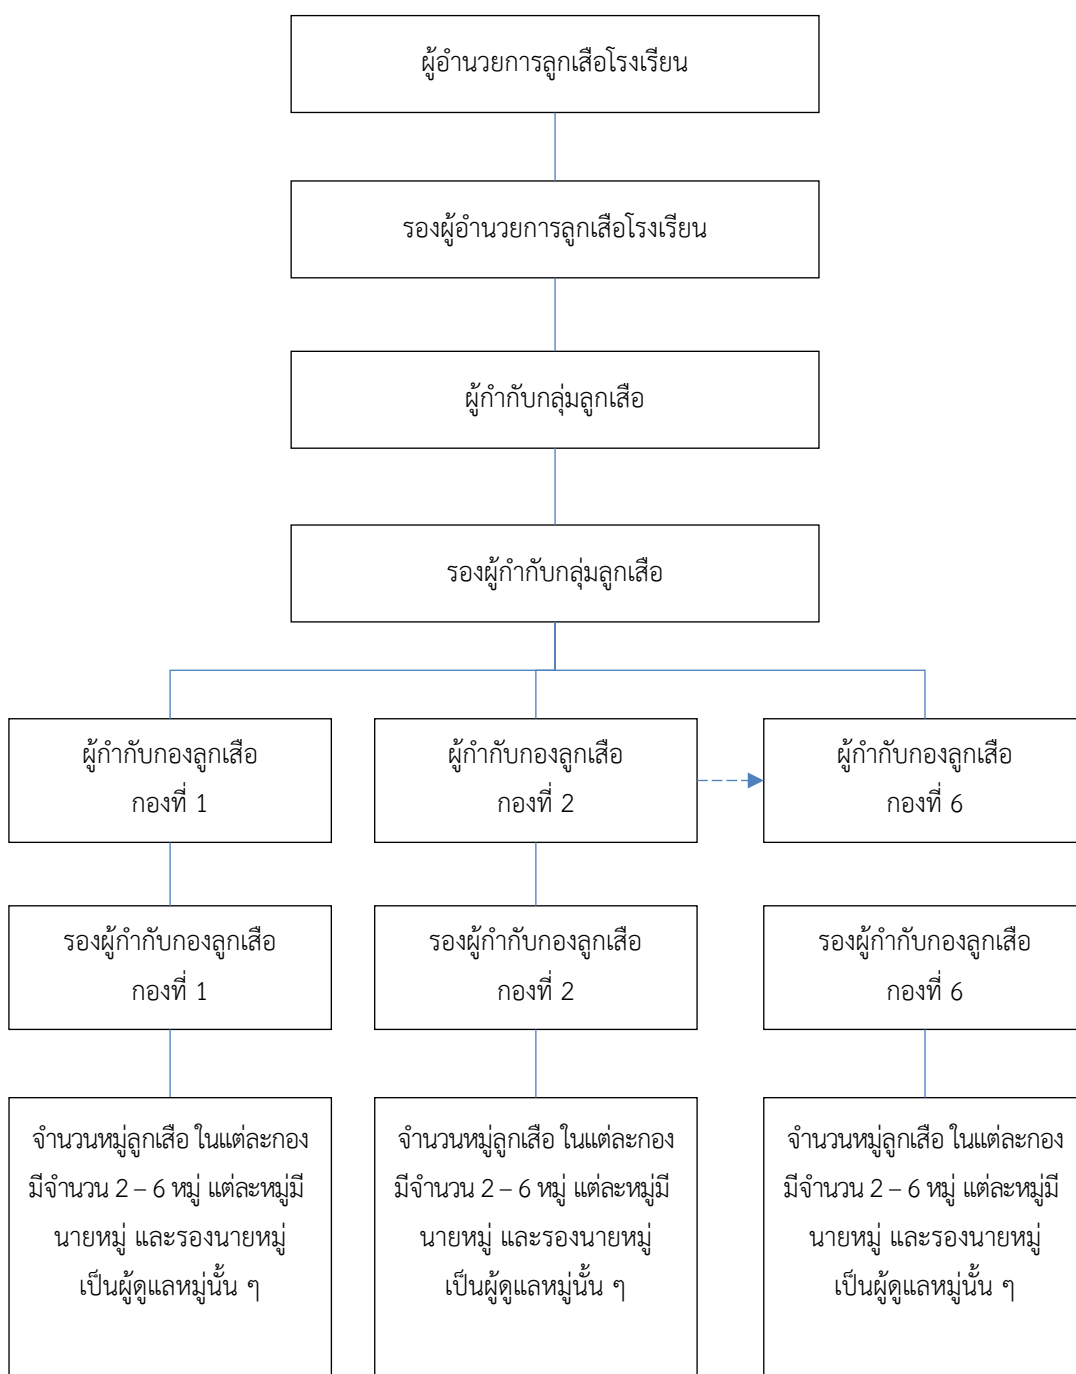 ผู้อำนวยการลูกเสือโรงเรียน
รองผู้อำนวยการลูกเสือโรงเรียน
ผู้กำกับกลุ่มลูกเสือ
รองผู้กำกับกลุ่มลูกเสือ
ผู้กำกับกองลูกเสือ
กองที่ 1
ผู้กำกับกองลูกเสือ
กองที่ 2
ผู้กำกับกองลูกเสือ
กองที่ 6
รองผู้กำกับกองลูกเสือ
กองที่ 1
รองผู้กำกับกองลูกเสือ
กองที่ 2
รองผู้กำกับกองลูกเสือ
กองที่ 6
จำนวนหมู่ลูกเสือ ในแต่ละกอง
มีจำนวน 2 – 6 หมู่ แต่ละหมู่มี
นายหมู่ และรองนายหมู่
เป็นผู้ดูแลหมู่นั้น ๆ
จำนวนหมู่ลูกเสือ ในแต่ละกอง
มีจำนวน 2 – 6 หมู่ แต่ละหมู่มี
นายหมู่ และรองนายหมู่
เป็นผู้ดูแลหมู่นั้น ๆ
จำนวนหมู่ลูกเสือ ในแต่ละกอง
มีจำนวน 2 – 6 หมู่ แต่ละหมู่มี
นายหมู่ และรองนายหมู่
เป็นผู้ดูแลหมู่นั้น ๆ